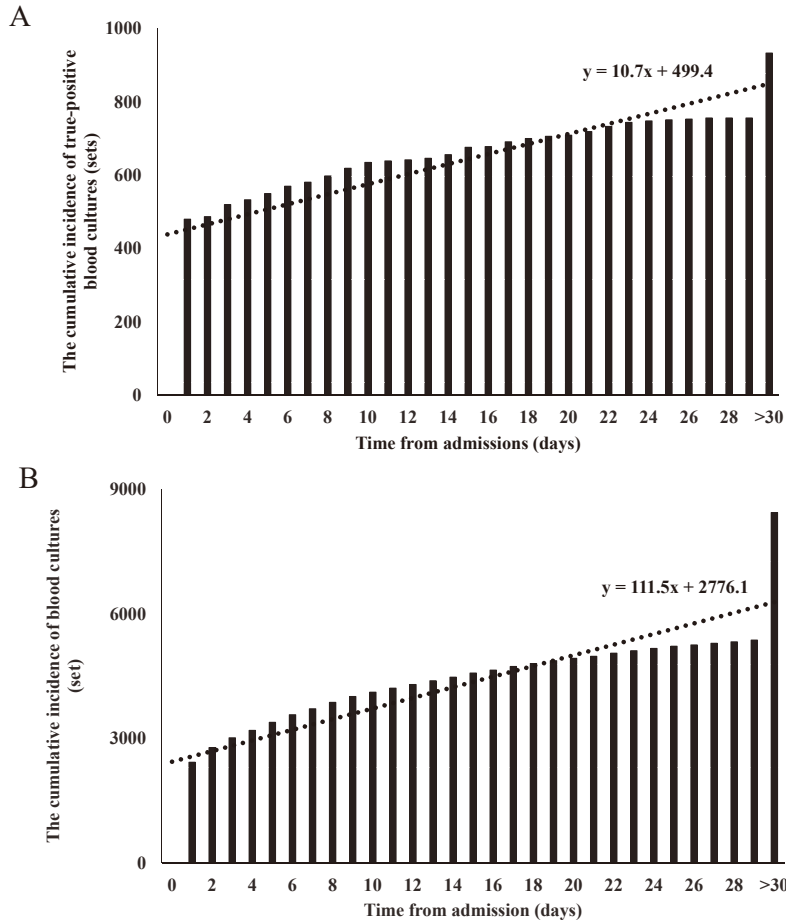 A
The cumulative incidence of true-positive
blood cultures (sets)
1000
800
600
400
200
0
y = 10.7x + 499.4
0 2 4 6 8 10 12 14 16 18 20 22 24 26 28 >30
Time from admissions (days)
B
The cumulative incidence of blood cultures
(set)
9000
6000
3000
0
y = 111.5x + 2776.1
0 2 4 6 8 10 12 14 16 18 20 22 24 26 28 >30
Time from admission (days)